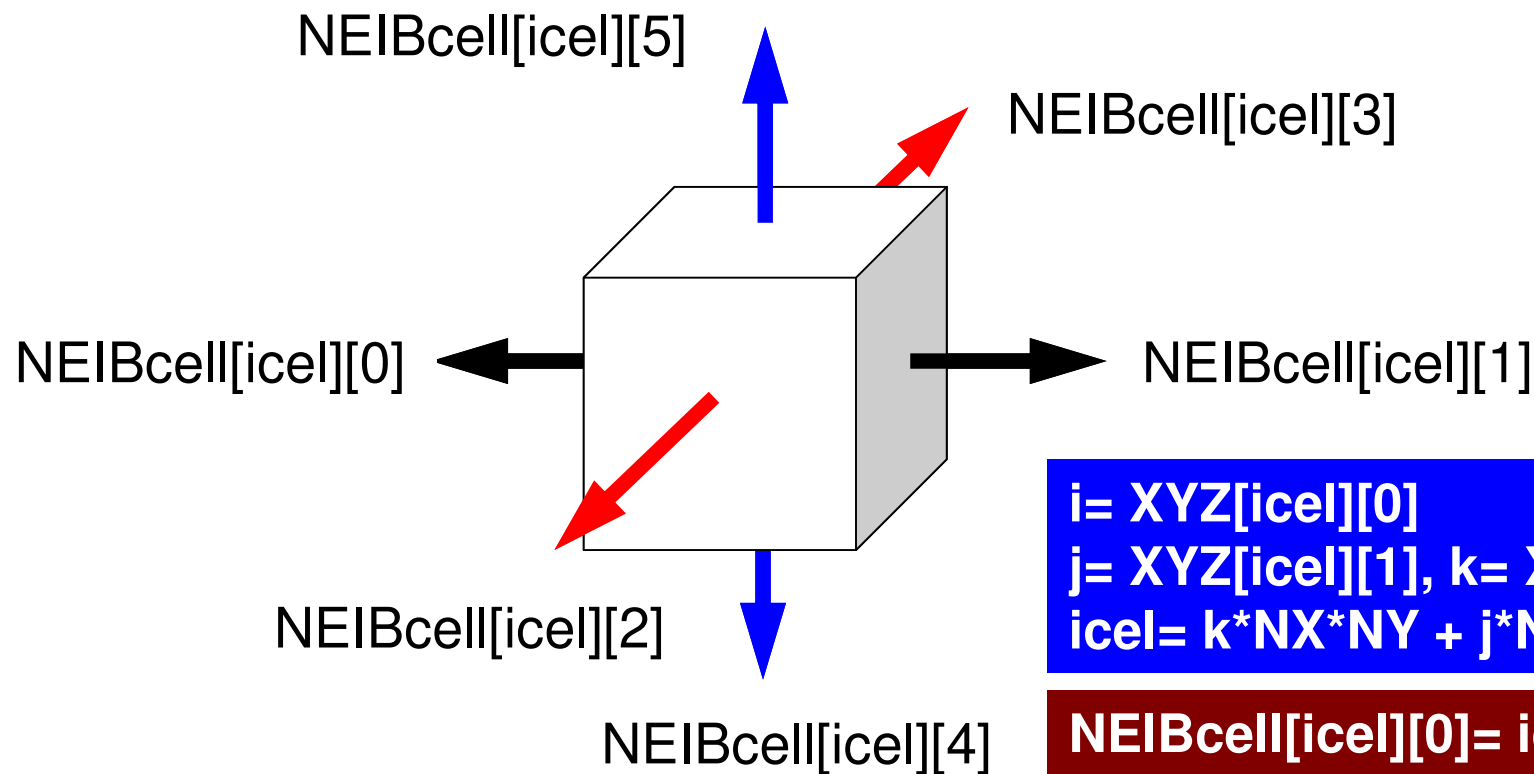 NEIBcell[icel][5]
NEIBcell[icel][3]
NEIBcell[icel][0]
NEIBcell[icel][1]
NEIBcell[icel][2]
NEIBcell[icel][4]
i= XYZ[icel][0]
j= XYZ[icel][1], k=
icel= k*NX*NY +
NEIBcell[icel][0]=